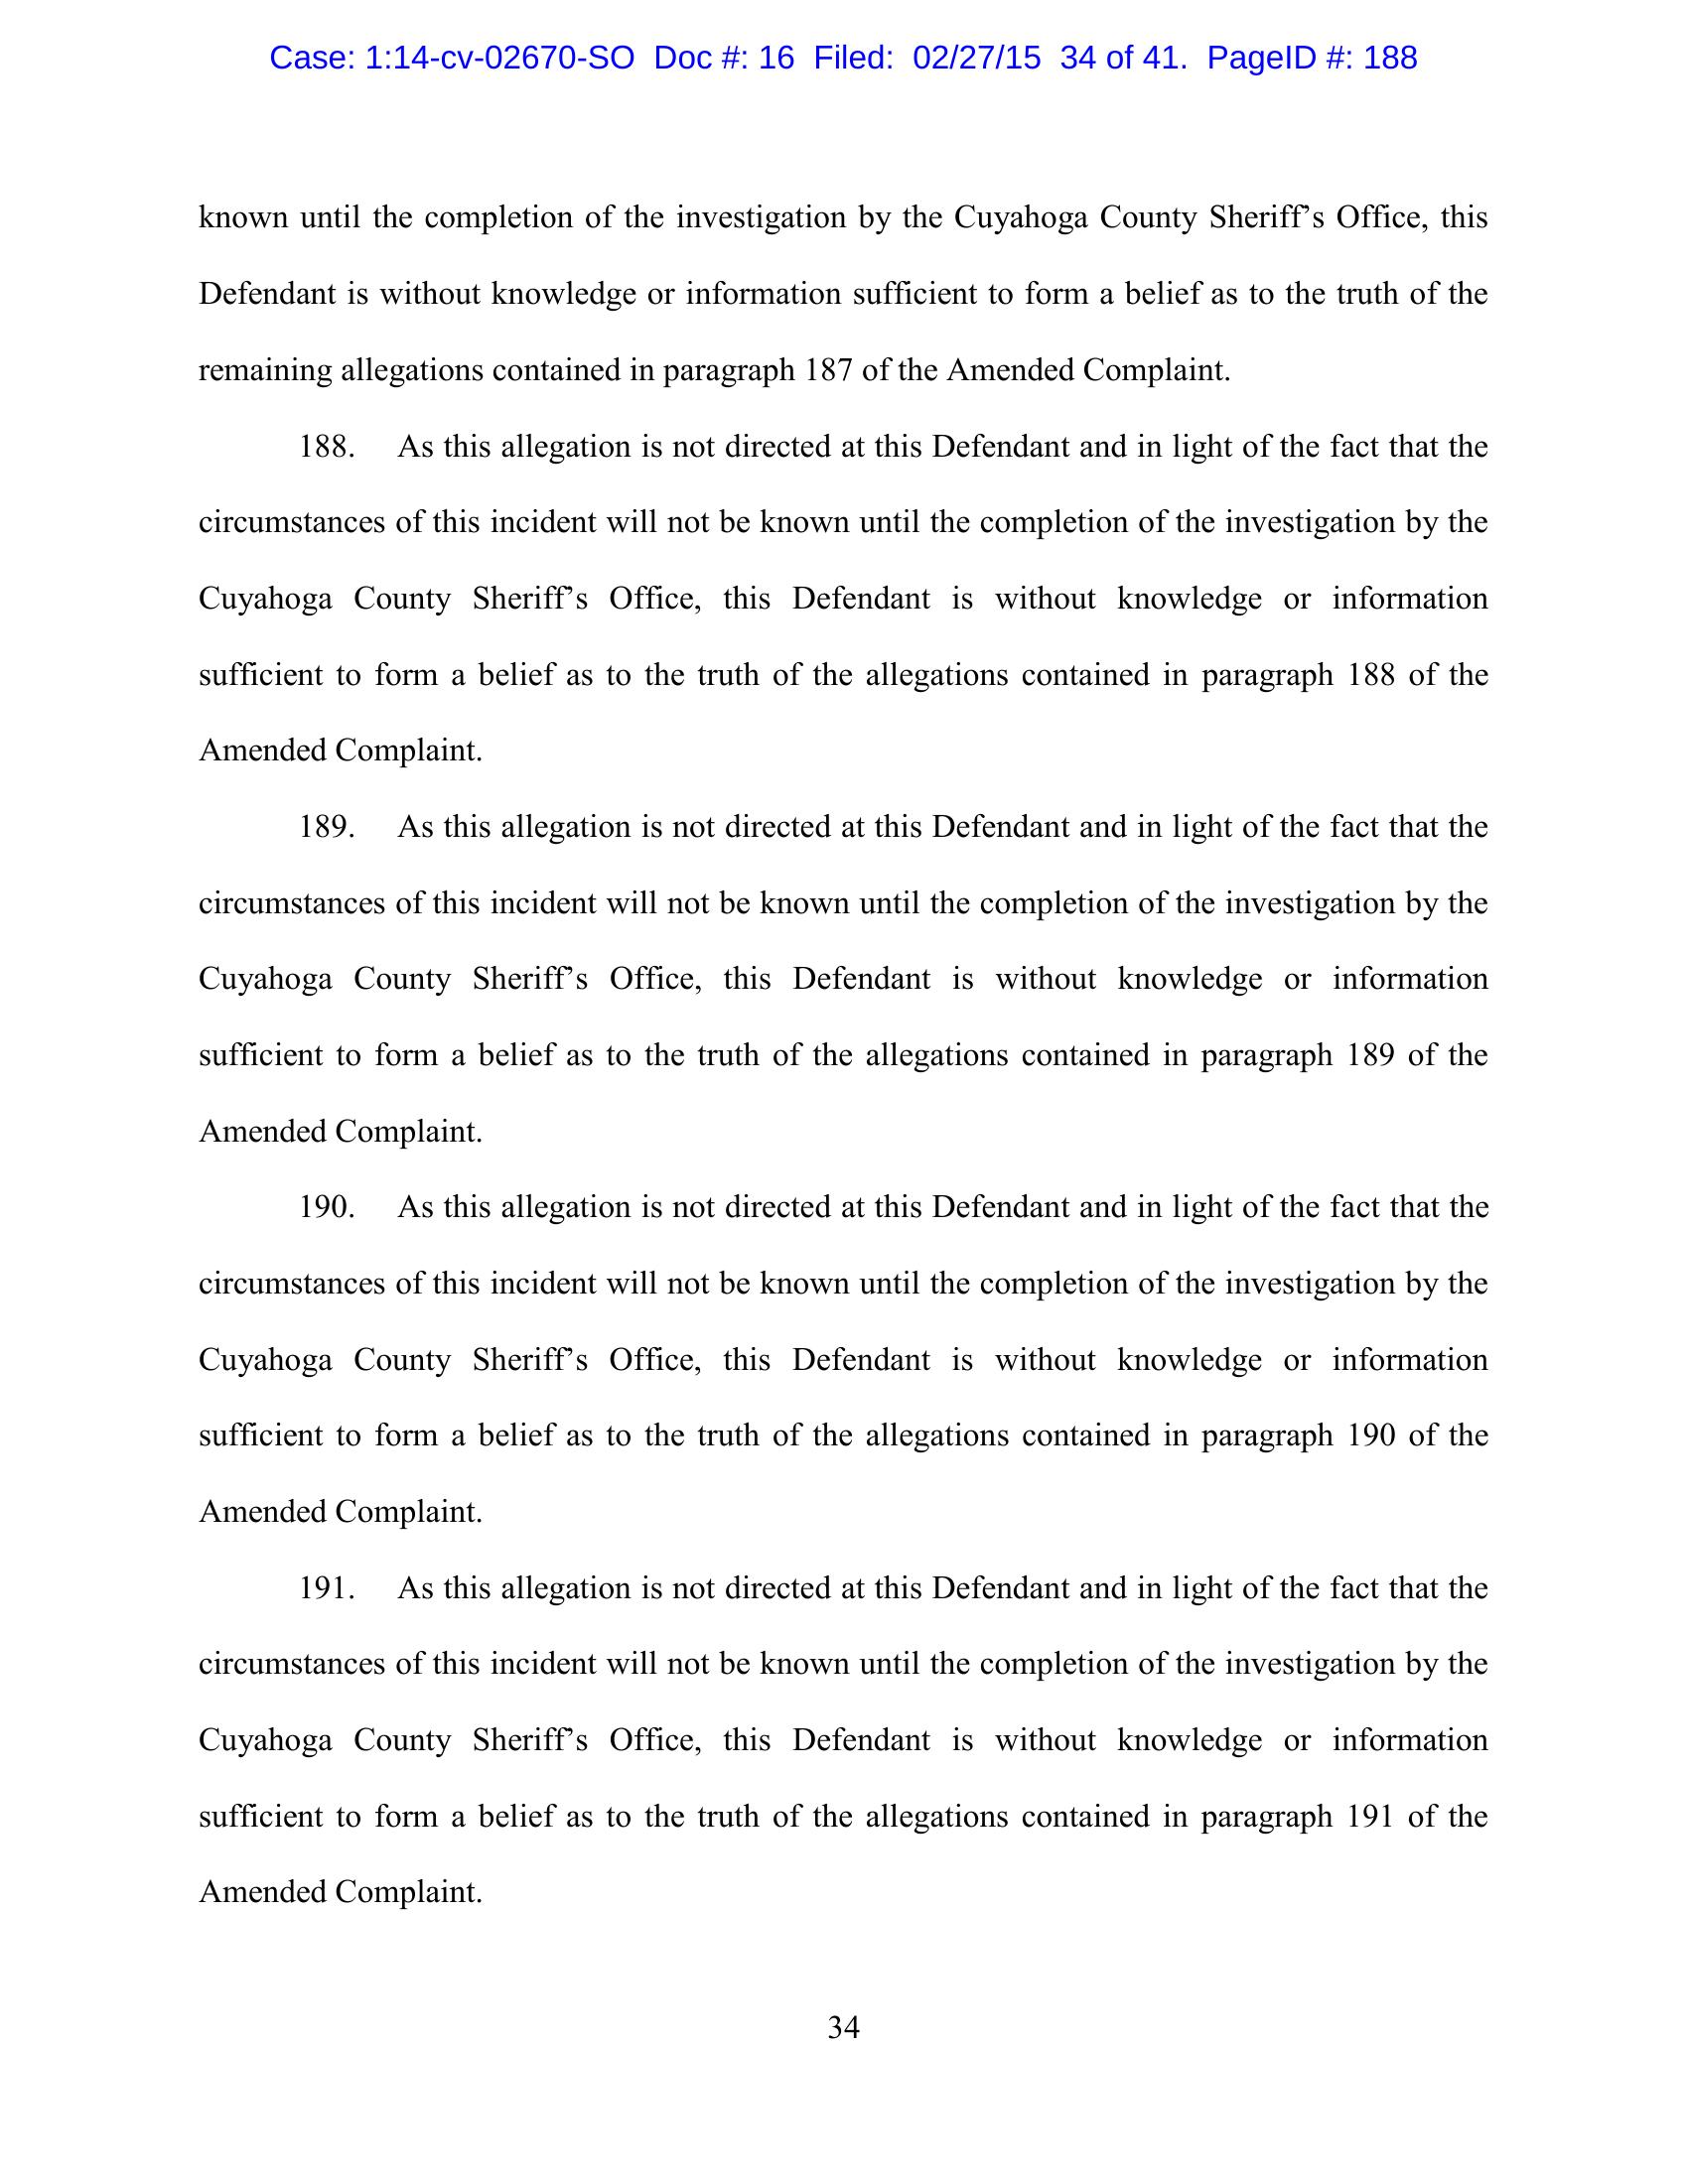 Case: 1:14-cv-02670-SO Doc #: 16 Filed: 02/27/15 34 of 41. PageID #: 188
known until the completion of the investigation by the Cuyahoga County Sheriff’s Office, this
Defendant is without knowledge or information sufficient to form a belief as to the truth of the
remaining allegations contained in paragraph 187 of the Amended Complaint.
188. As this allegation is not directed at this Defendant and in light of the fact that the
circumstances of this incident will not be known until the completion of the investigation by the
Cuyahoga County Sheriff’s Office, this Defendant is without knowledge or information
sufficient to form a belief as to the truth of the allegations contained in paragraph 188 of the
Amended Complaint.
189. As this allegation is not directed at this Defendant and in light of the fact that the
circumstances of this incident will not be known until the completion of the investigation by the
Cuyahoga County Sheriff’s Office, this Defendant is without knowledge or information
sufficient to form a belief as to the truth of the allegations contained in paragraph 189 of the
Amended Complaint.
190. As this allegation is not directed at this Defendant and in light of the fact that the
circumstances of this incident will not be known until the completion of the investigation by the
Cuyahoga County Sheriff’s Office, this Defendant is without knowledge or information
sufficient to form a belief as to the truth of the allegations contained in paragraph 190 of the
Amended Complaint.
191. As this allegation is not directed at this Defendant and in light of the fact that the
circumstances of this incident will not be known until the completion of the investigation by the
Cuyahoga County Sheriff’s Office, this Defendant is without knowledge or information
sufficient to form a belief as to the truth of the allegations contained in paragraph 191 of the
Amended Complaint.
34